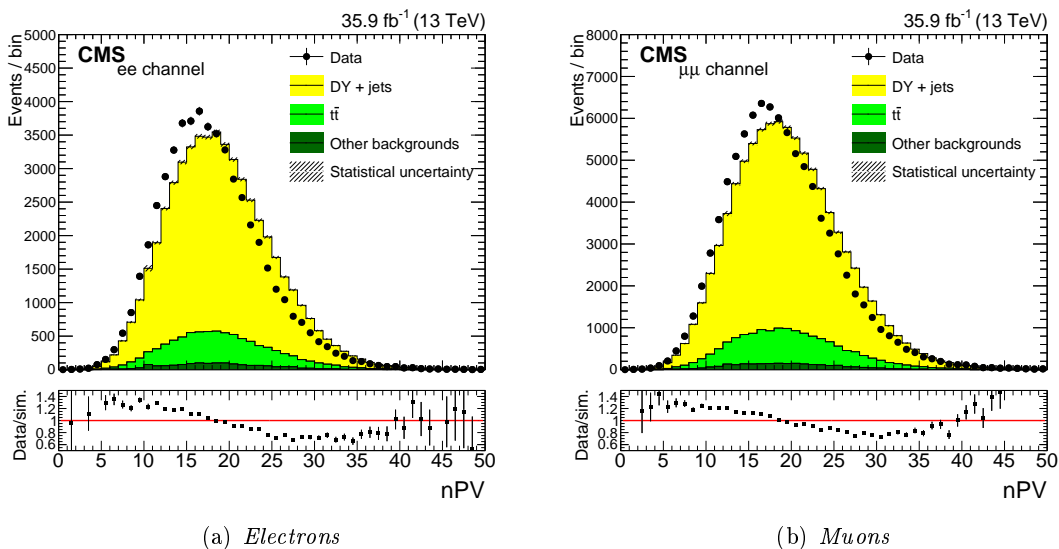 35.9 fb⁻¹ (13 TeV)
CMS
ee channel
Data
DY + jets
tt̄
Other backgrounds
Statistical uncertainty
Events / bin
5000
4500
4000
3500
3000
2500
2000
1500
1000
500
0
Data/sim.
1.4
1.2
1
0.8
0.6
0 5 10 15 20 25 30 35 40 45 50
nPV
(a) Electrons
35.9 fb⁻¹ (13 TeV)
CMS
μμ channel
Data
DY + jets
tt̄
Other backgrounds
Statistical uncertainty
Events / bin
8000
7000
6000
5000
4000
3000
2000
1000
0
Data/sim.
1.4
1.2
1
0.8
0.6
0 5 10 15 20 25 30 35 40 45 50
nPV
(b) Muons